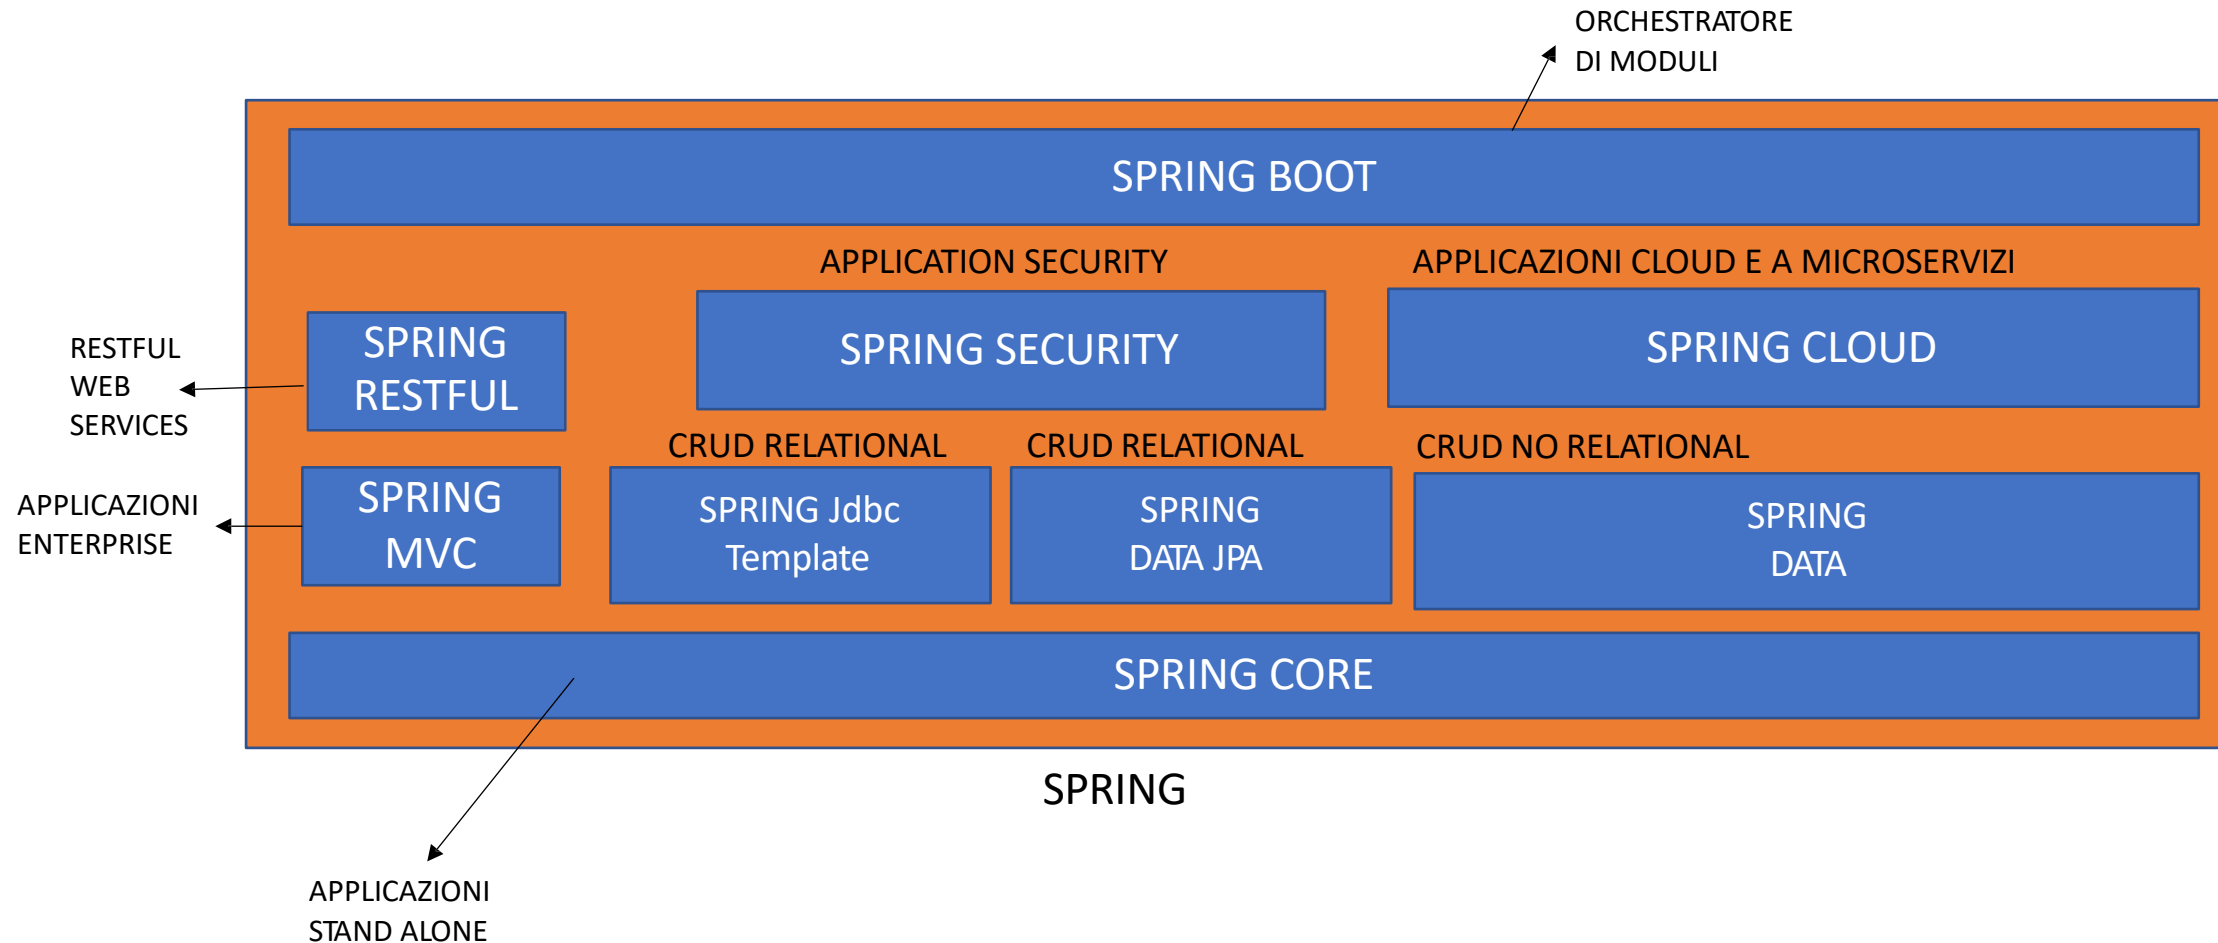 ORCHESTRATORE
DI MODULI
SPRING BOOT
APPLICATION SECURITY
APPLICAZIONI CLOUD E A MICROSERVIZI
RESTFUL
WEB
SERVICES
SPRING
RESTFUL
SPRING SECURITY
SPRING CLOUD
CRUD RELATIONAL
CRUD RELATIONAL
CRUD NO RELATIONAL
APPLICAZIONI
ENTERPRISE
SPRING
MVC
SPRING Jdbc
Template
SPRING
DATA JPA
SPRING
DATA
SPRING CORE
SPRING
APPLICAZIONI
STAND ALONE